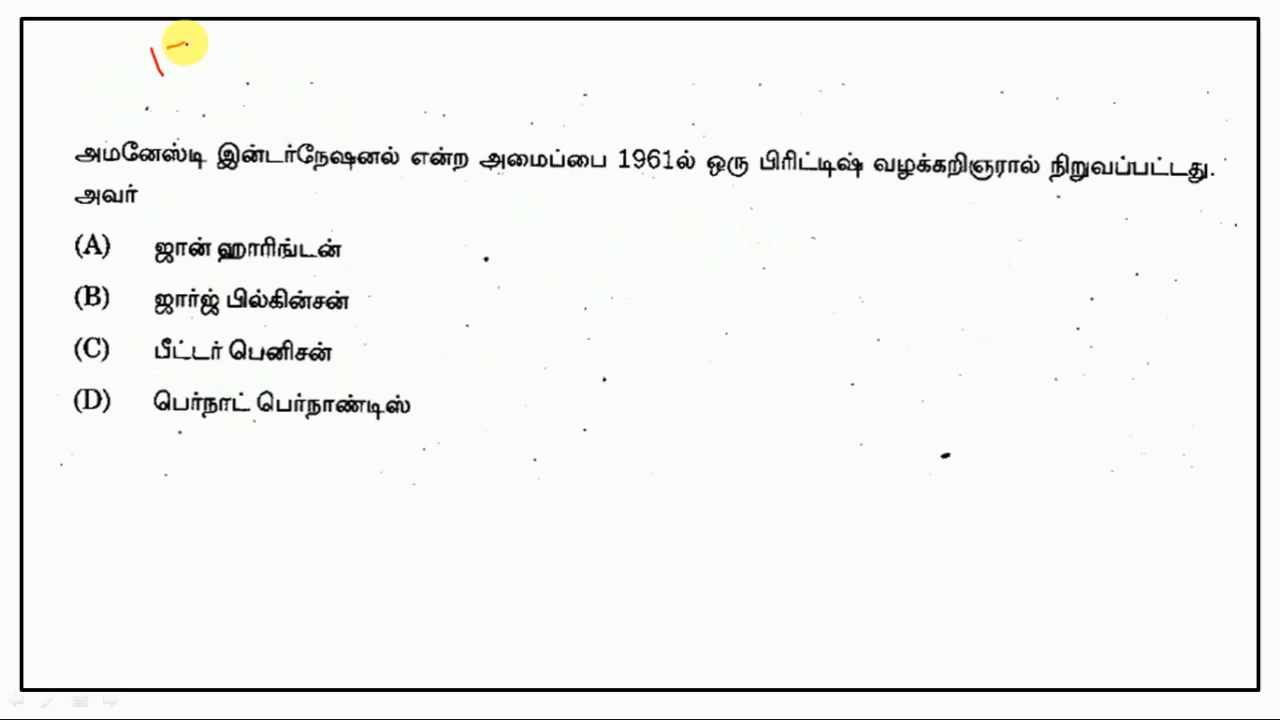 அமனேஸ்டி இன்டர்நேஷனல் என்ற அமைப்பை 1961ல் ஒரு பிரிட்டிஷ் வழக்கறிஞரால் நிறுவப்பட்டது.
அவர்
(A) ஜான் ஹாரிங்டன்
(B) ஜார்ஜ் பில்கின்சன்
(C) பீட்டர் பெனிசன்
(D) பெர்நாட் பெர்நாண்டிஸ்